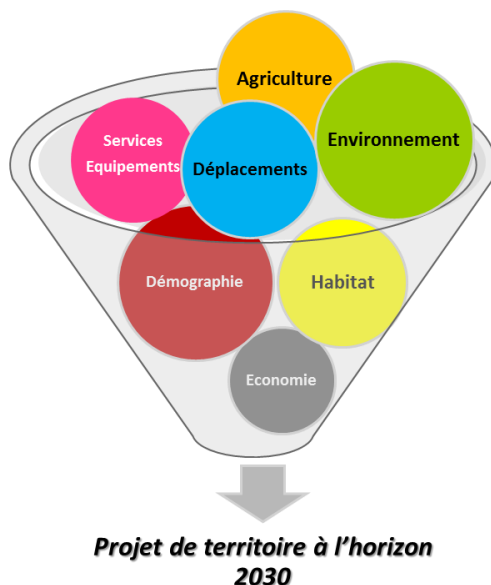 Agriculture
Services
Equipements
Déplacements
Environnement
Démographie
Habitat
Economie
Projet de territoire à l’horizon
2030